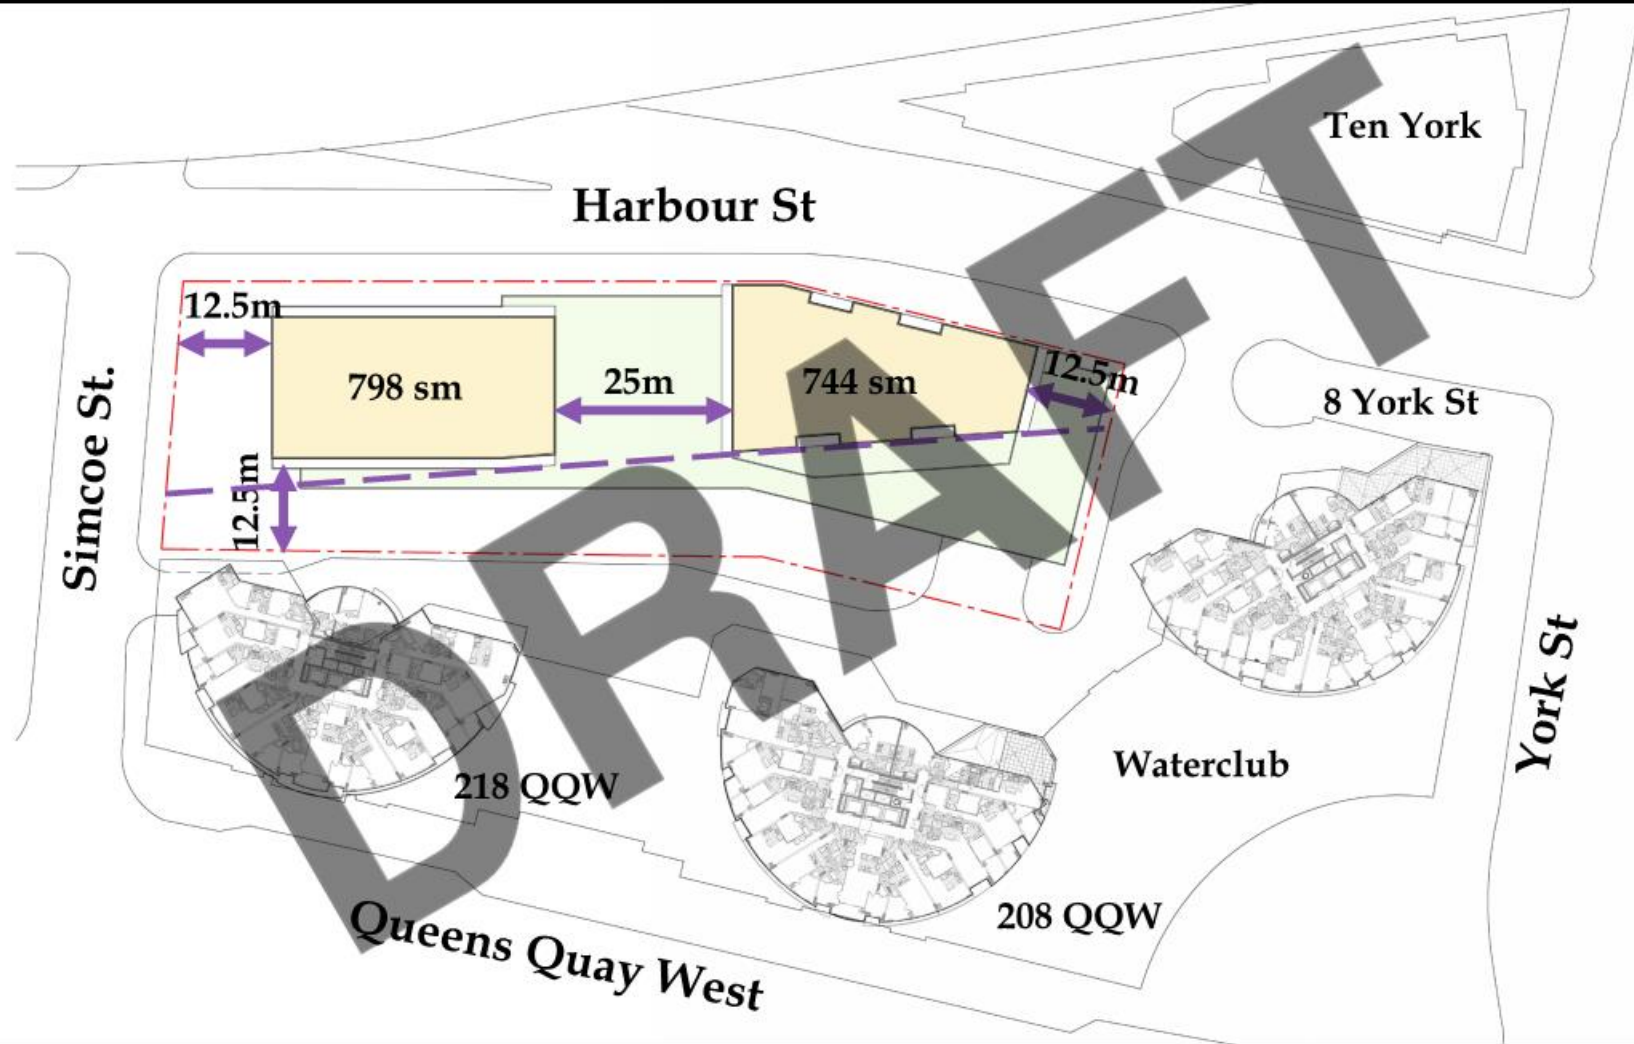 Ten York
Harbour St
12.5m
12.5m
798 sm
25m
744 sm
8 York St
Simcoe St.
12.5m
York St
Waterclub
218 QQW
208 QQW
Queens Quay West
DRAFT